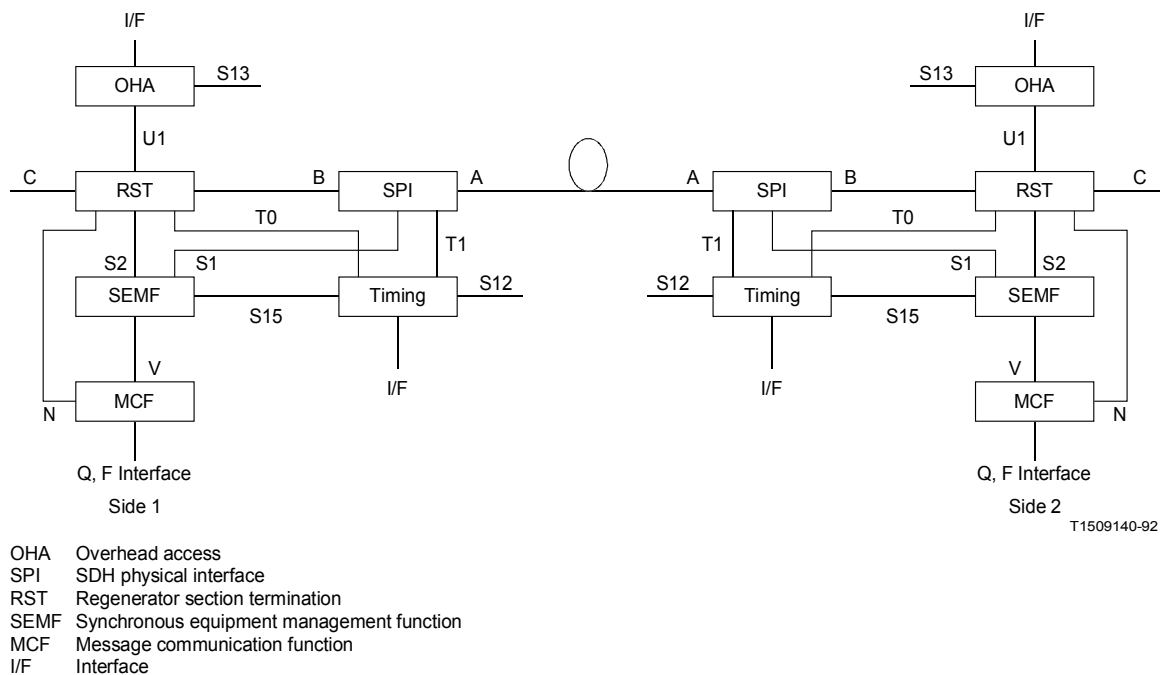 I/F I/F
OHA S13 S13 OHA
U1 U1
C RST B SPI A A SPI B RST C
T0 T0
S2 S1 T1 T1 S1 S2
SEMF S15 Timing S12 S12 Timing S15 SEMF
V I/F I/F V
MCF MCF
N N
Q, F Interface Q, F Interface
Side 1 Side 2
T1509140-92
OHA Overhead access
SPI SDH physical interface
RST Regenerator section termination
SEMF Synchronous equipment management function
MCF Message communication function
I/F Interface